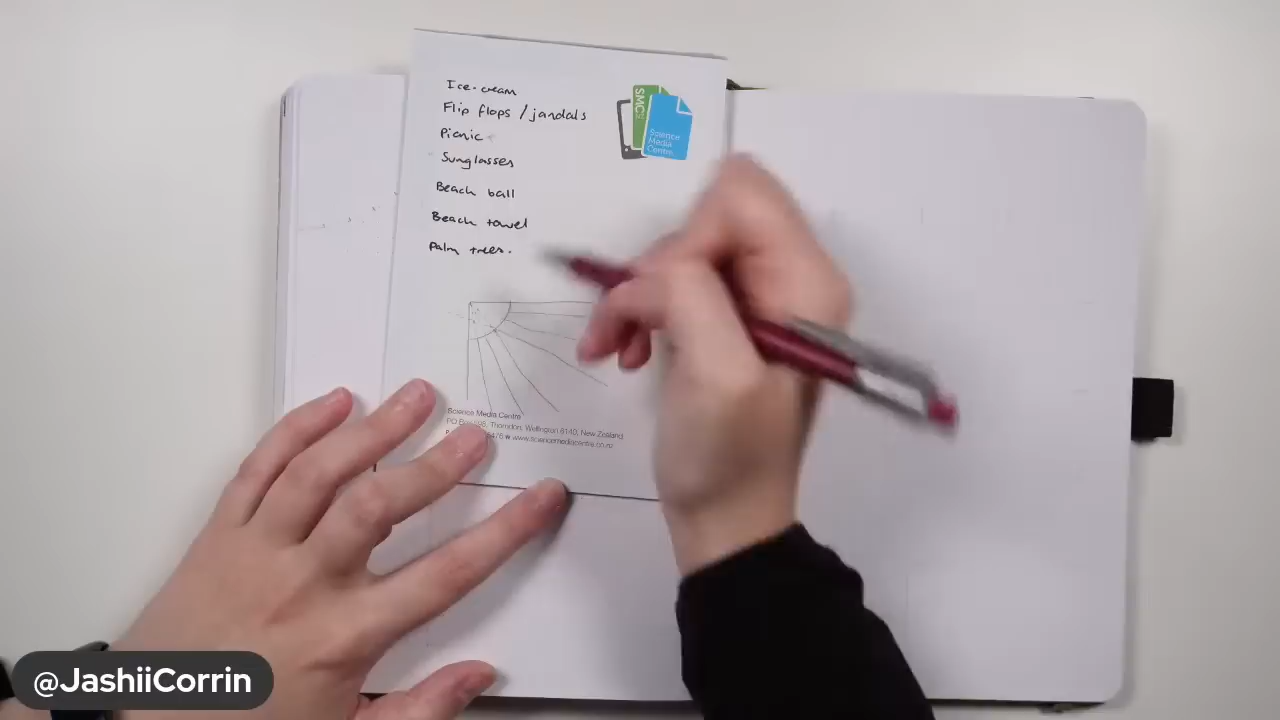 Ice-cream
Flip flops / jandals
Picnic
Sunglasses
Beach ball
Beach towel
Palm trees.
SMC
Science
Media
Centre
Science Media Centre
Thorndon, Wellington 6140, New Zealand
www.sciencemediacentre.co.nz
@JashiiCorrin